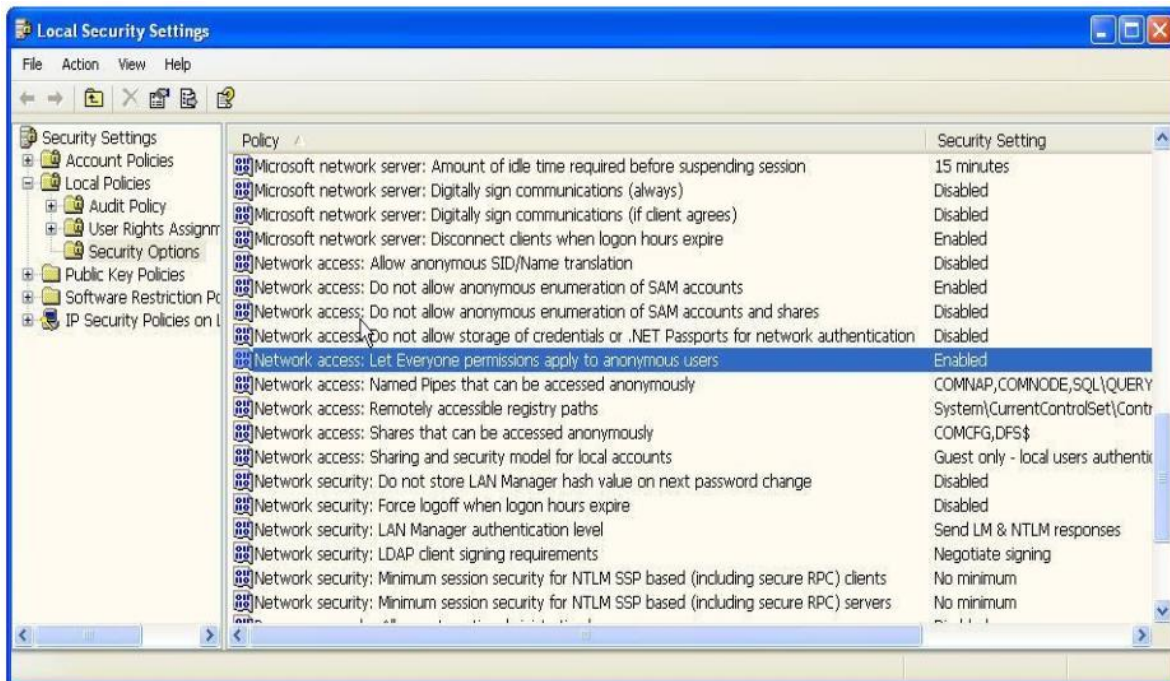 Local Security Settings
File Action View Help
Security Settings
Account Policies
Local Policies
Audit Policy
User Rights Assignm
Security Options
Public Key Policies
Software Restriction Po
IP Security Policies on L
Policy Security Setting
Microsoft network server: Amount of idle time required before suspending session 15 minutes
Microsoft network server: Digitally sign communications (always) Disabled
Microsoft network server: Digitally sign communications (if client agrees) Disabled
Microsoft network server: Disconnect clients when logon hours expire Enabled
Network access: Allow anonymous SID/Name translation Disabled
Network access: Do not allow anonymous enumeration of SAM accounts Enabled
Network access: Do not allow anonymous enumeration of SAM accounts and shares Disabled
Network access: Do not allow storage of credentials or .NET Passports for network authentication Disabled
Network access: Let Everyone permissions apply to anonymous users Enabled
Network access: Named Pipes that can be accessed anonymously COMNAP,COMNODE,SQL\QUERY
Network access: Remotely accessible registry paths System\CurrentControlSet\Contr
Network access: Shares that can be accessed anonymously COMCFG,DFS$
Network access: Sharing and security model for local accounts Guest only - local users authentic
Network security: Do not store LAN Manager hash value on next password change Disabled
Network security: Force logoff when logon hours expire Disabled
Network security: LAN Manager authentication level Send LM & NTLM responses
Network security: LDAP client signing requirements Negotiate signing
Network security: Minimum session security for NTLM SSP based (including secure RPC) clients No minimum
Network security: Minimum session security for NTLM SSP based (including secure RPC) servers No minimum